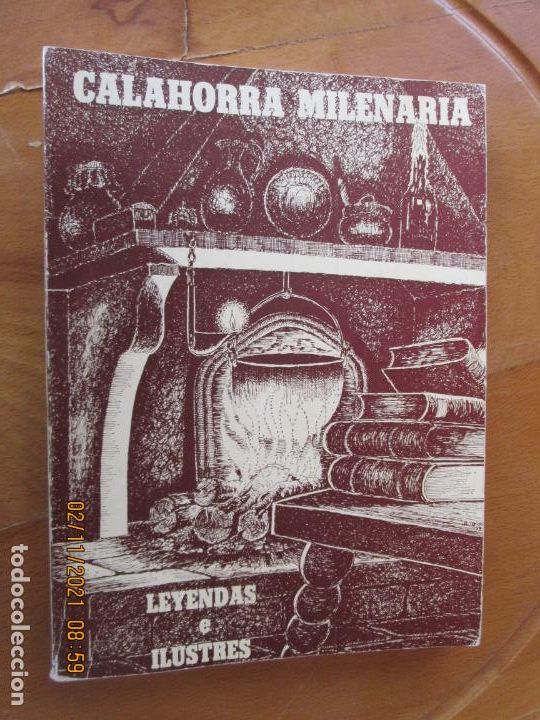 CALAHORRA MILENARIA
LEYENDAS
e
ILUSTRES
02/11/2021 08:59
todocoleccion